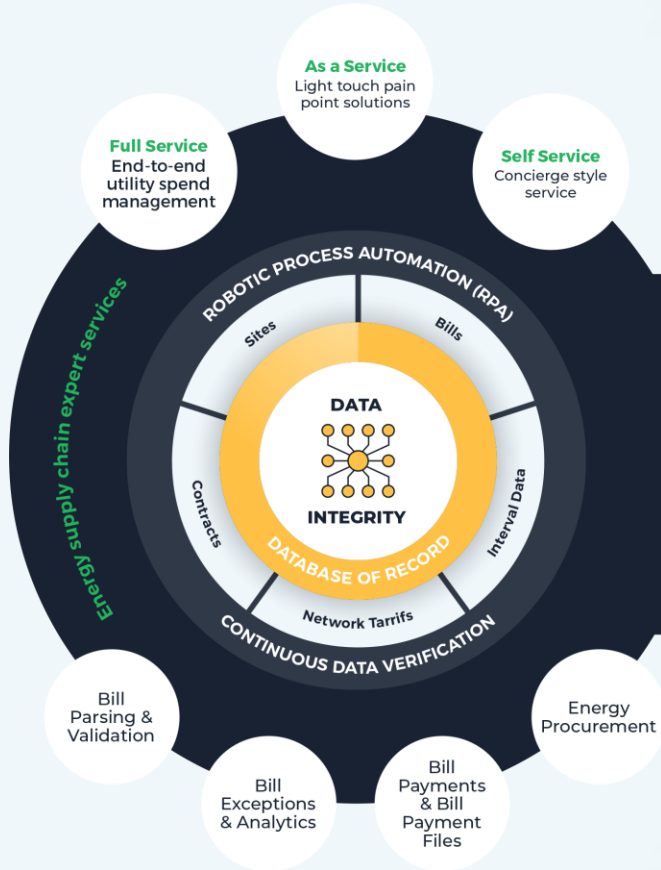 As a Service
Light touch pain
point solutions
Full Service
End-to-end
utility spend
management
Self Service
Concierge style
service
Energy supply chain expert services
ROBOTIC PROCESS AUTOMATION (RPA)
Sites
Bills
Contracts
Interval Data
Network Tarrifs
DATA
INTEGRITY
DATABASE OF RECORD
CONTINUOUS DATA VERIFICATION
Bill
Parsing &
Validation
Bill
Exceptions
& Analytics
Bill
Payments
& Bill
Payment
Files
Energy
Procurement